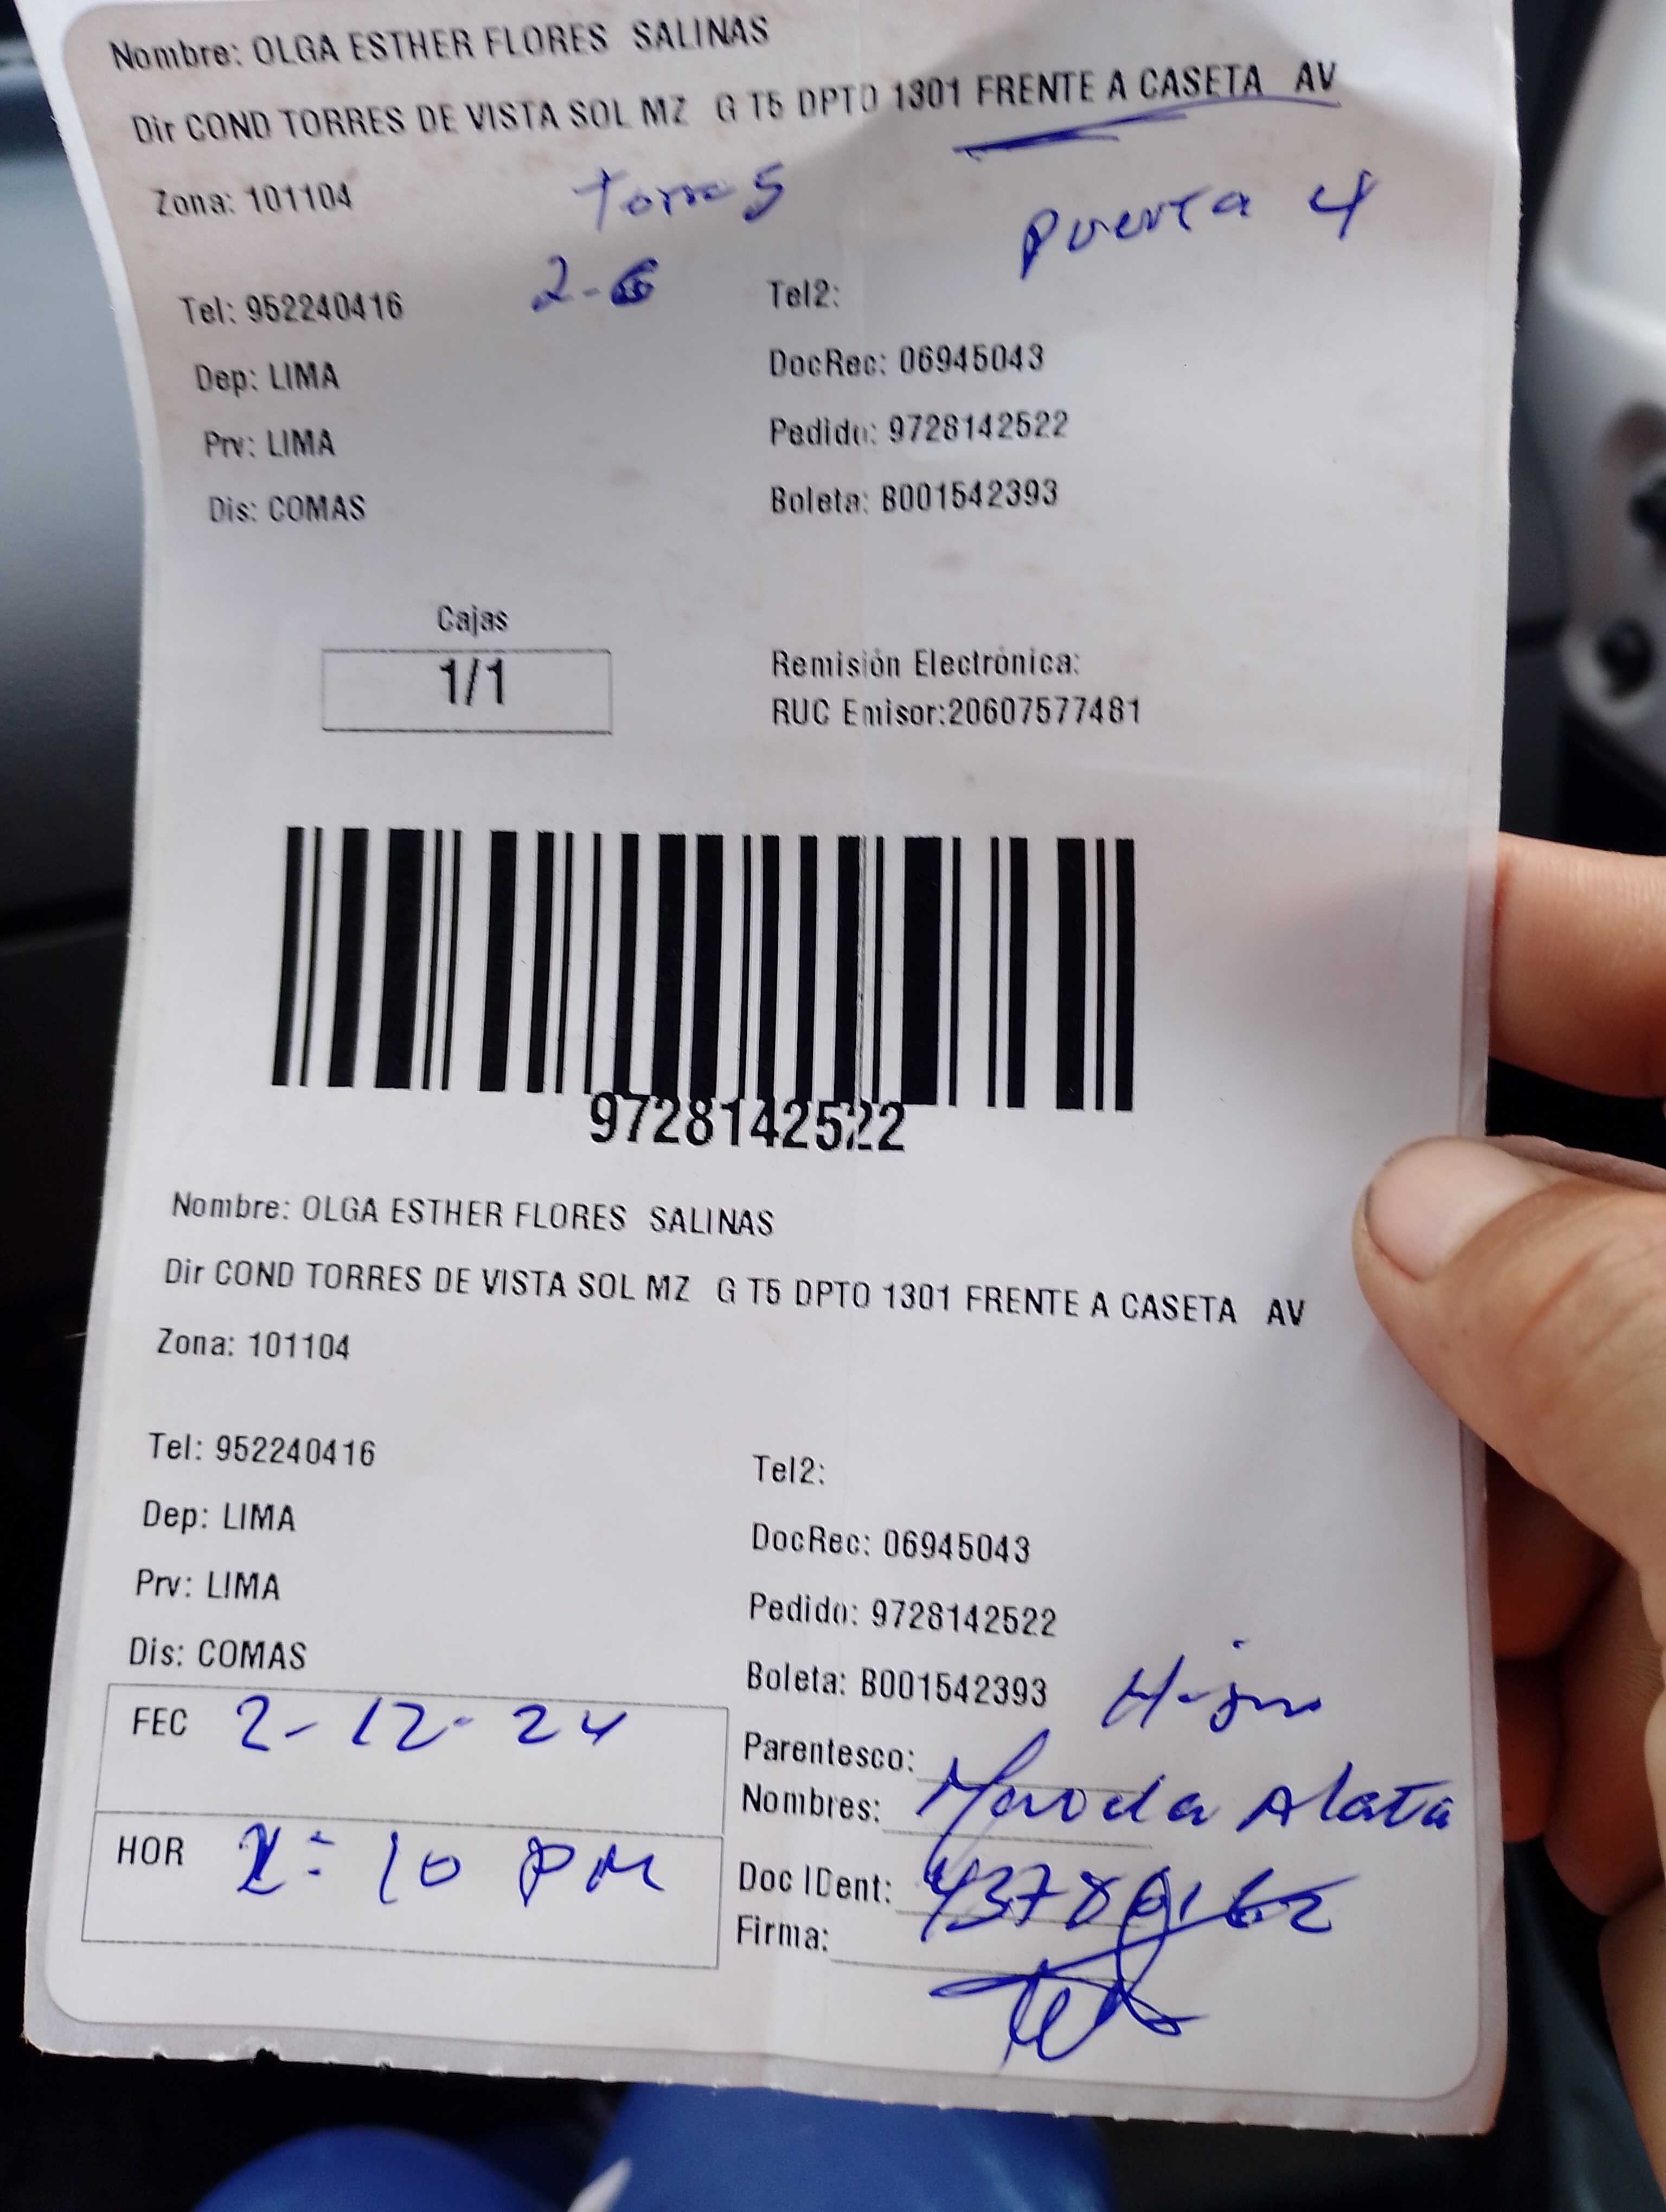 Nombre: OLGA ESTHER FLORES SALINAS
Dir COND TORRES DE VISTA SOL MZ G T5 DPTO 1301 FRENTE A CASETA AV
Zona: 101104
Torre 5
Puerta 4
2-6
Tel: 952240416
Tel2:
Dep: LIMA
DocRec: 06945043
Prv: LIMA
Pedido: 9728142522
Dis: COMAS
Boleta: B001542393
Cajas
1/1
Remisión Electrónica:
RUC Emisor:20607577481
9728142522
Nombre: OLGA ESTHER FLORES SALINAS
Dir COND TORRES DE VISTA SOL MZ G T5 DPTO 1301 FRENTE A CASETA AV
Zona: 101104
Tel: 952240416
Tel2:
Dep: LIMA
DocRec: 06945043
Prv: LIMA
Pedido: 9728142522
Dis: COMAS
Boleta: B001542393
FEC 2-12-24
Parentesco:
Nombres: Alata
HOR :10 PM
Doc IDent:
Firma: